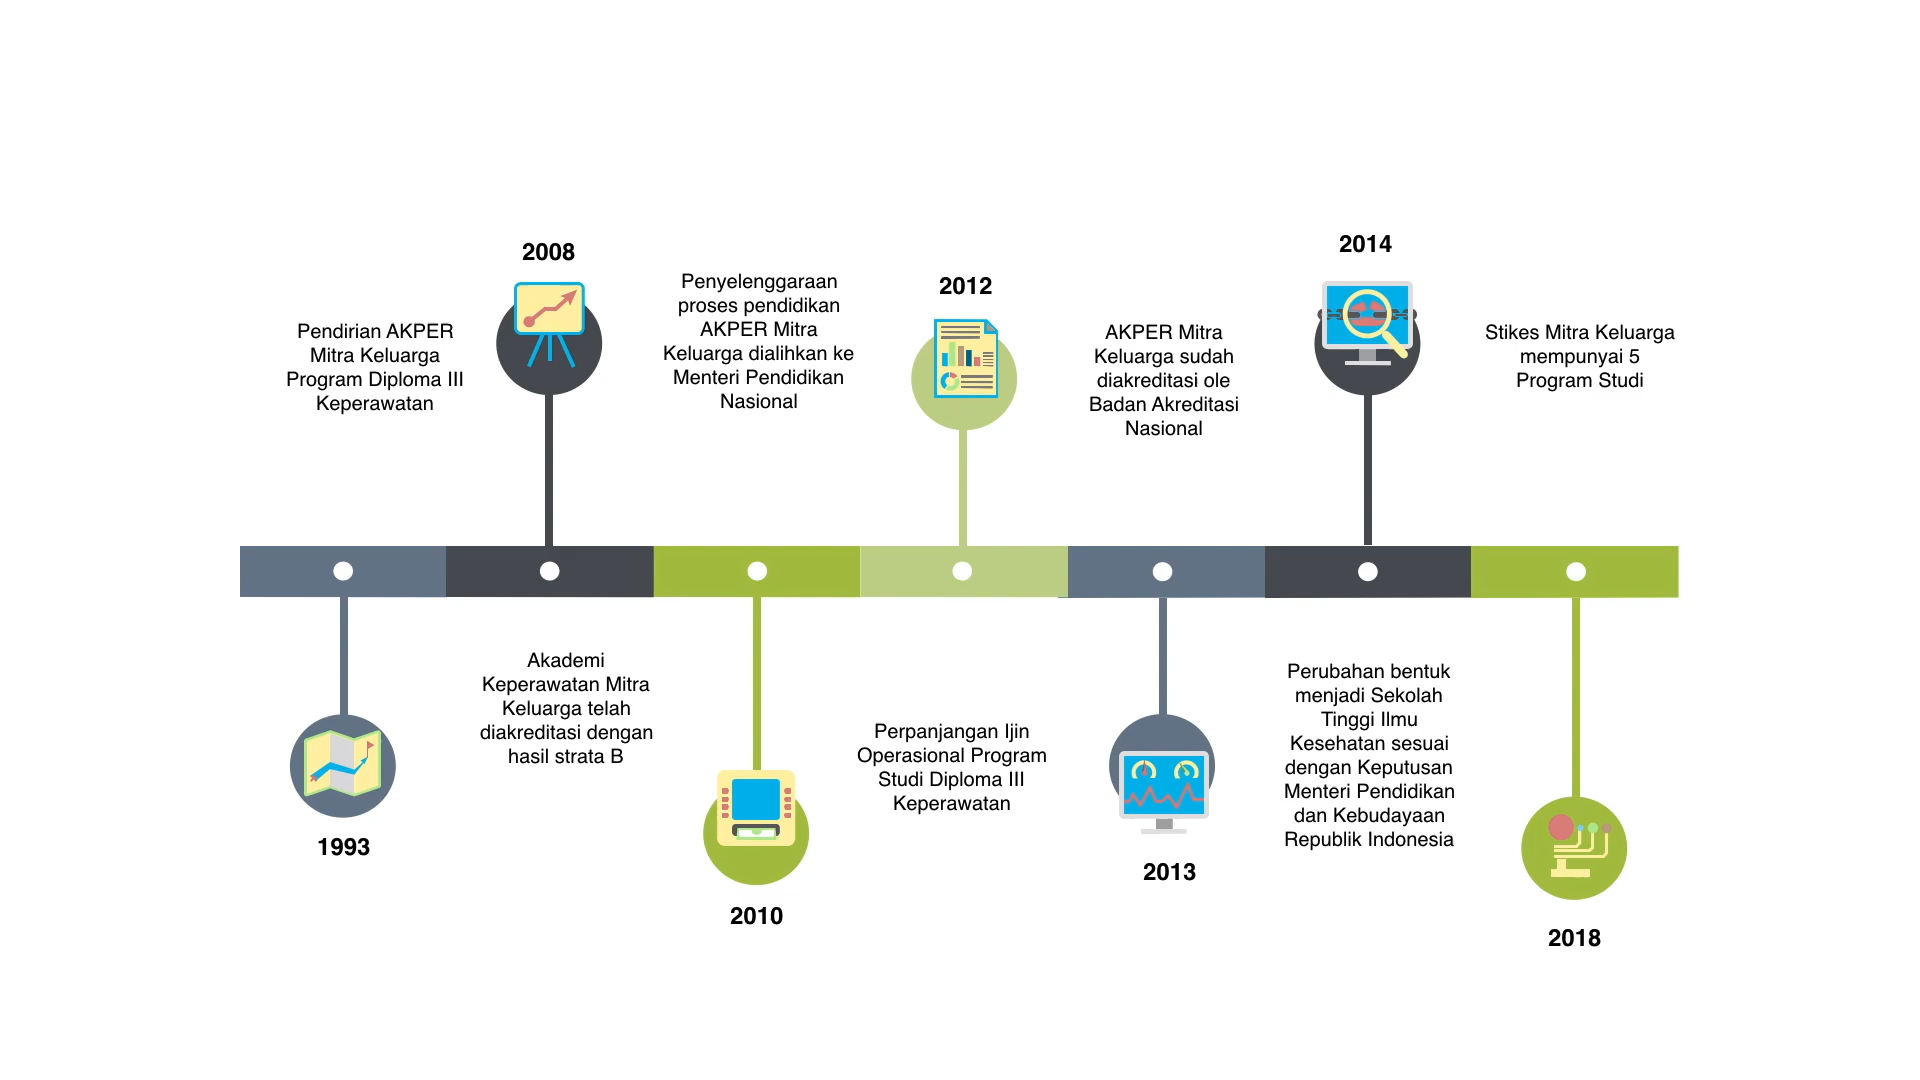 1993
Pendirian AKPER
Mitra Keluarga
Program Diploma III
Keperawatan
2008
Akademi
Keperawatan Mitra
Keluarga telah
diakreditasi dengan
hasil strata B
2010
Penyelenggaraan
proses pendidikan
AKPER Mitra
Keluarga dialihkan ke
Menteri Pendidikan
Nasional
2012
Perpanjangan Ijin
Operasional Program
Studi Diploma III
Keperawatan
2013
AKPER Mitra
Keluarga sudah
diakreditasi ole
Badan Akreditasi
Nasional
2014
Perubahan bentuk
menjadi Sekolah
Tinggi Ilmu
Kesehatan sesuai
dengan Keputusan
Menteri Pendidikan
dan Kebudayaan
Republik Indonesia
2018
Stikes Mitra Keluarga
mempunyai 5
Program Studi